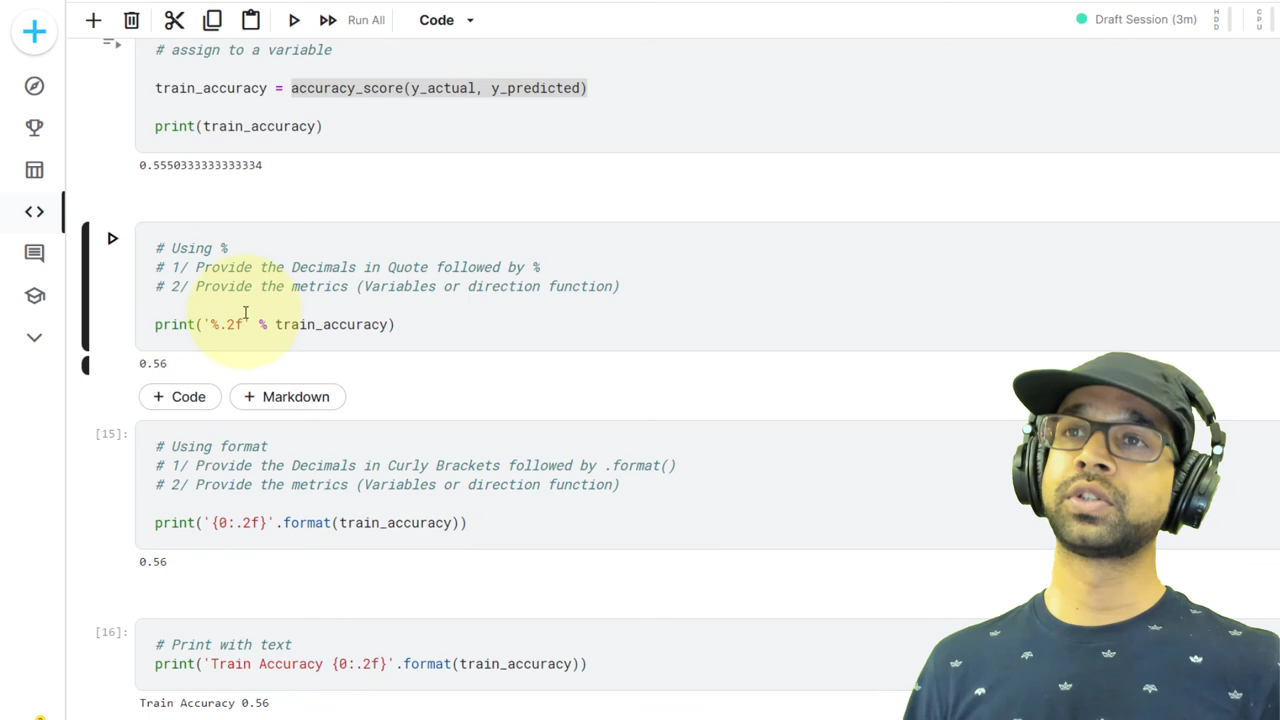 Run All
Code
Draft Session (3m)
HDD
CPU
# assign to a variable
train_accuracy = accuracy_score(y_actual, y_predicted)
print(train_accuracy)
0.5550333333333334
# Using %
# 1/ Provide the Decimals in Quote followed by %
# 2/ Provide the metrics (Variables or direction function)
print('%.2f' % train_accuracy)
0.56
+ Code
+ Markdown
[15]:
# Using format
# 1/ Provide the Decimals in Curly Brackets followed by .format()
# 2/ Provide the metrics (Variables or direction function)
print('{0:.2f}'.format(train_accuracy))
0.56
[16]:
# Print with text
print('Train Accuracy {0:.2f}'.format(train_accuracy))
Train Accuracy 0.56